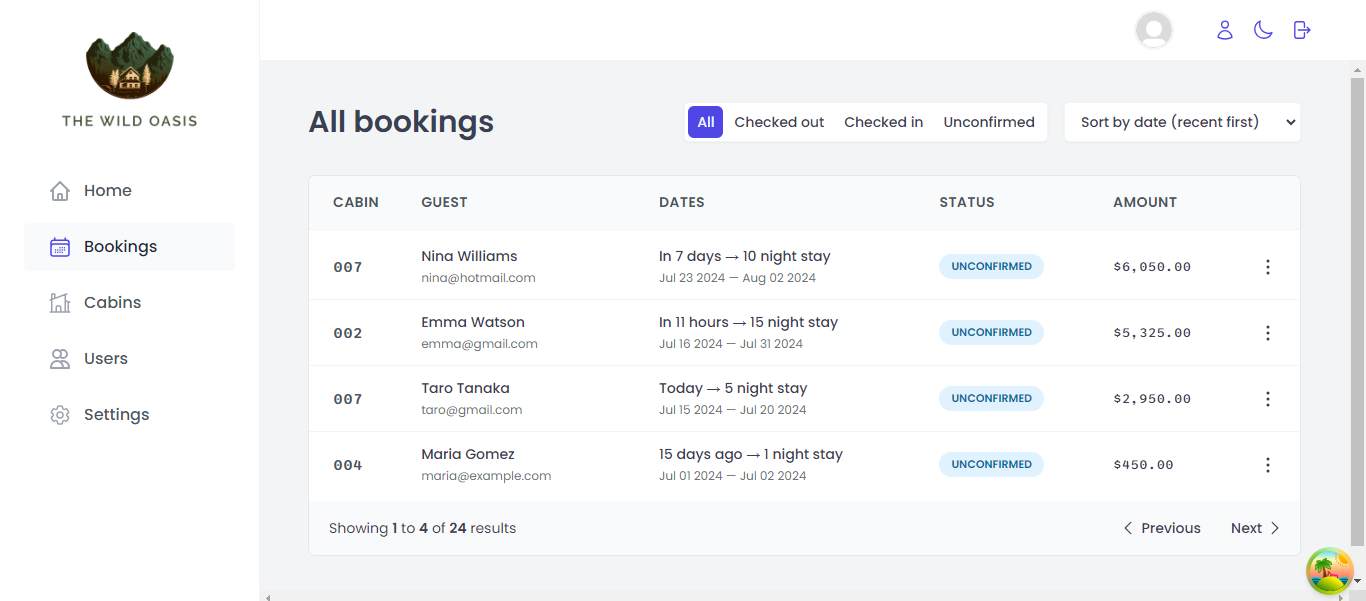 THE WILD OASIS
Home
Bookings
Cabins
Users
Settings
All bookings
All Checked out Checked in Unconfirmed
Sort by date (recent first)
CABIN GUEST DATES STATUS AMOUNT
007 Nina Williams In 7 days → 10 night stay UNCONFIRMED $6,050.00
nina@hotmail.com Jul 23 2024 — Aug 02 2024
002 Emma Watson In 11 hours → 15 night stay UNCONFIRMED $5,325.00
emma@gmail.com Jul 16 2024 — Jul 31 2024
007 Taro Tanaka Today → 5 night stay UNCONFIRMED $2,950.00
taro@gmail.com Jul 15 2024 — Jul 20 2024
004 Maria Gomez 15 days ago → 1 night stay UNCONFIRMED $450.00
maria@example.com Jul 01 2024 — Jul 02 2024
Showing 1 to 4 of 24 results
Previous Next